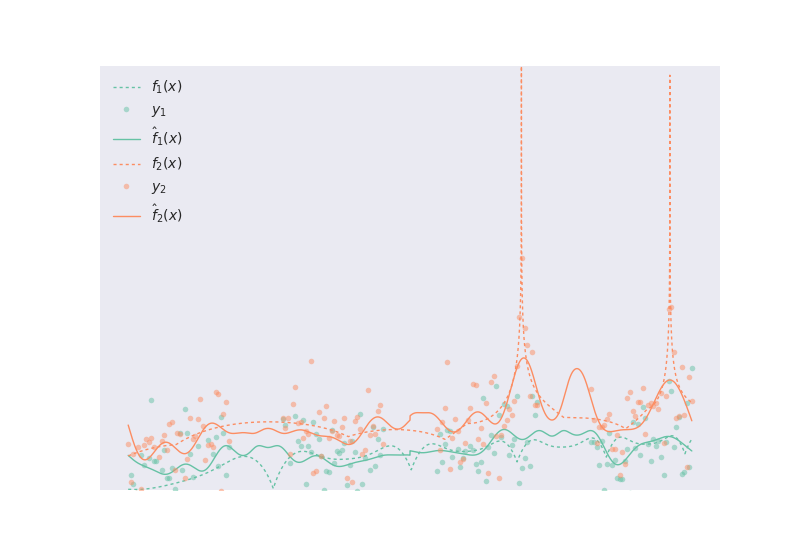 f₁(x)
y₁
f̂₁(x)
f₂(x)
y₂
f̂₂(x)